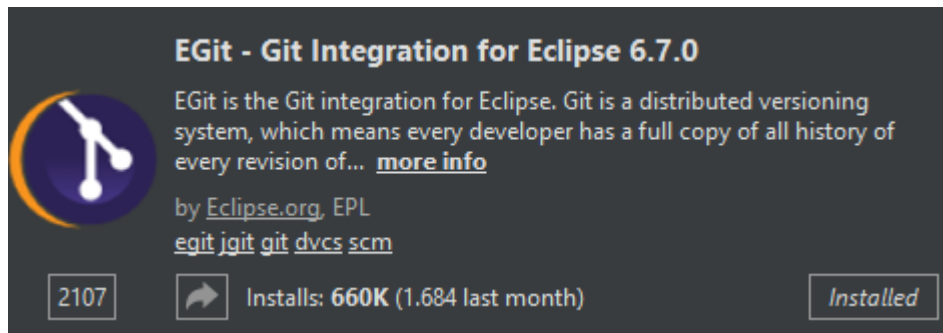 EGit - Git Integration for Eclipse 6.7.0
EGit is the Git integration for Eclipse. Git is a distributed versioning
system, which means every developer has a full copy of all history of
every revision of... more info
by Eclipse.org, EPL
egit jgit git dvcs scm
2107 Installs: 660K (1.684 last month) Installed